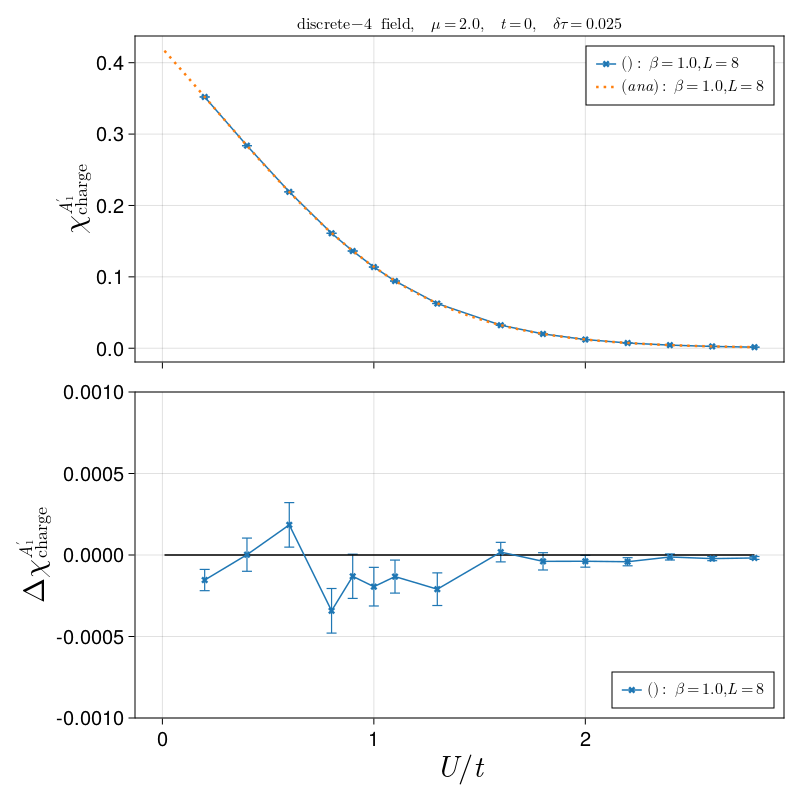 discrete−4 field, μ = 2.0, t = 0, δτ = 0.025
χ^{A_1'}_{charge}
0.4
0.3
0.2
0.1
0.0
() : β = 1.0, L = 8
(ana) : β = 1.0, L = 8
Δχ^{A_1'}_{charge}
0.0010
0.0005
0.0000
-0.0005
-0.0010
() : β = 1.0, L = 8
0 1 2
U/t